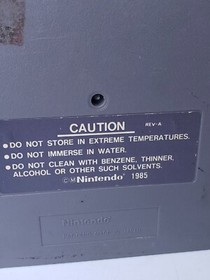 CAUTION REV-A
•DO NOT STORE IN EXTREME TEMPERATURES.
•DO NOT IMMERSE IN WATER.
•DO NOT CLEAN WITH BENZENE, THINNER,
ALCOHOL OR OTHER SUCH SOLVENTS.
Nintendo 1985
Nintendo